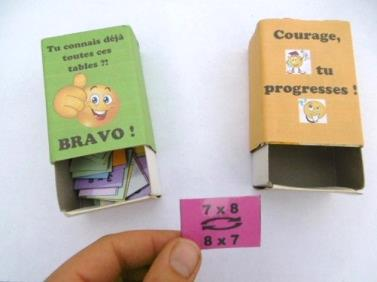 Tu connais déjà
toutes ces
tables ?!
BRAVO !
Courage,
tu
progresses !
7 x 8
8 x 7